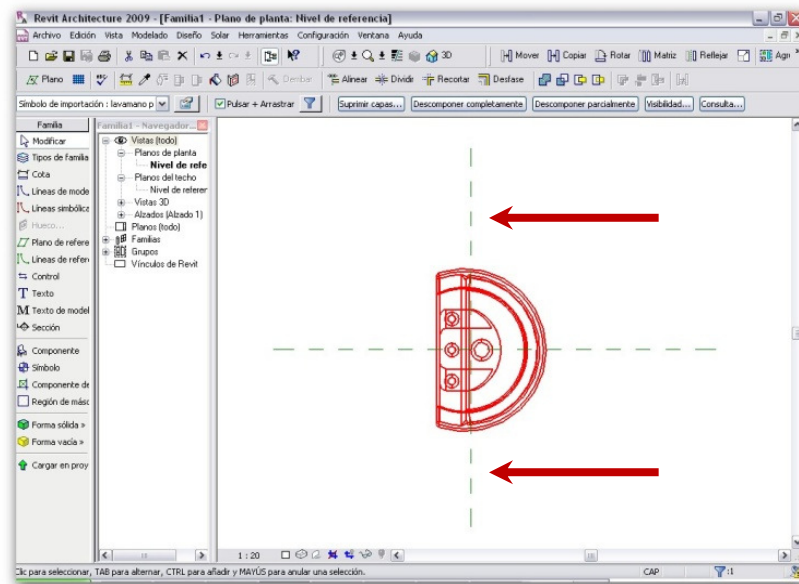 Revit Architecture 2009 - [Familia1 - Plano de planta: Nivel de referencia]
Archivo Edición Vista Modelado Diseño Solar Herramientas Configuración Ventana Ayuda
3D Mover Copiar Rotar Matriz Reflejar Agru
Plano Derribar Alinear Dividir Recortar Desfase
Símbolo de importación : lavamano p Pulsar + Arrastrar Suprimir capas... Descomponer completamente Descomponer parcialmente Visibilidad... Consulta...
Familia
Modificar
Tipos de familia
Cota
Líneas de mode
Líneas simbólica
Hueco...
Plano de refere
Líneas de referen
Control
Texto
Texto de model
Sección
Componente
Símbolo
Componente de
Región de másc
Forma sólida »
Forma vacía »
Cargar en proy
Familia1 - Navegador...
Vistas (todo)
Planos de planta
Nivel de refe
Planos del techo
Nivel de referer
Vistas 3D
Alzados (Alzado 1)
Planos (todo)
Familias
Grupos
Vínculos de Revit
1 : 20
Clic para seleccionar, TAB para alternar, CTRL para añadir y MAYÚS para anular una selección. CAP :1